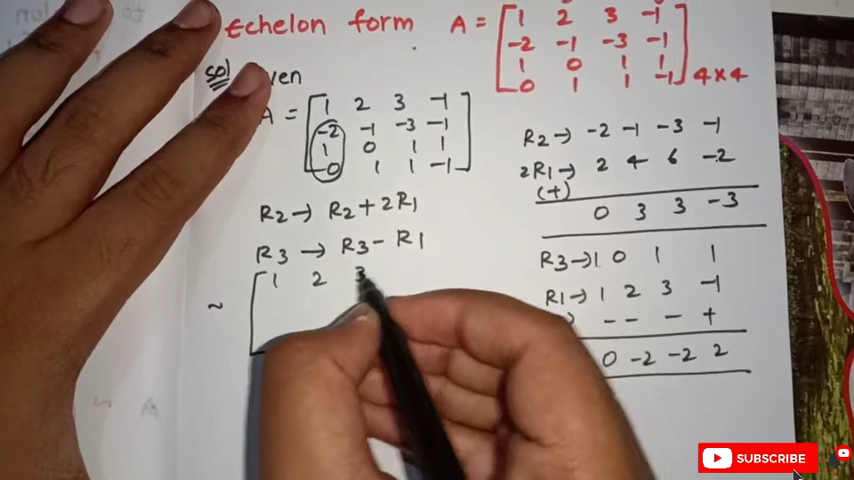 Echelon form A = [ 1 2 3 -1
-2 -1 -3 -1
1 0 1 1
0 1 1 -1 ] 4×4
sol
A = [ 1 2 3 -1
-2 -1 -3 -1
1 0 1 1
0 1 1 -1 ]
R2 → R2 + 2R1
R3 → R3 - R1
~ [ 1 2 3
R2 → -2 -1 -3 -1
2R1 → 2 4 6 -2
(+)
0 3 3 -3
R3 → 1 0 1 1
R1 → 1 2 3 -1
- - - +
0 -2 -2 2
A
SUBSCRIBE